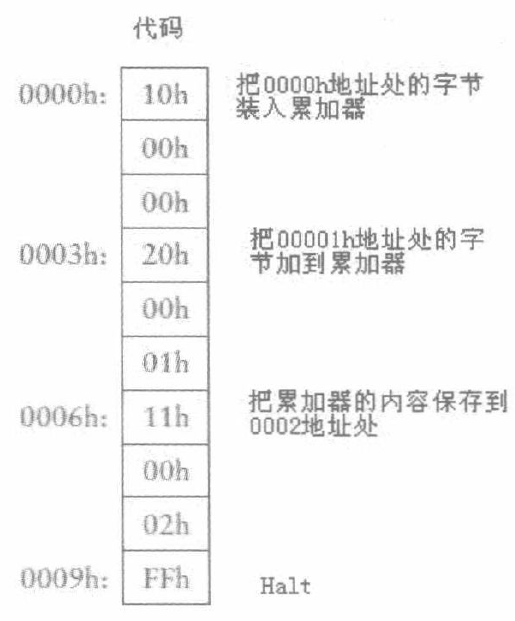 代码
0000h: 10h 把0000h地址处的字节
装入累加器
00h
00h
0003h: 20h 把00001h地址处的字
节加到累加器
00h
01h
0006h: 11h 把累加器的内容保存到
0002地址处
00h
02h
0009h: FFh Halt